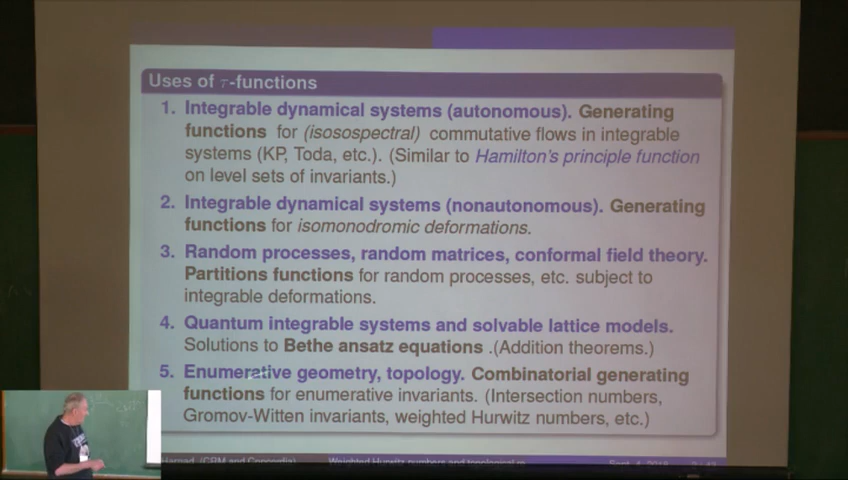 Uses of τ-functions
1. Integrable dynamical systems (autonomous). Generating
functions for (isosospectral) commutative flows in integrable
systems (KP, Toda, etc.). (Similar to Hamilton's principle function
on level sets of invariants.)
2. Integrable dynamical systems (nonautonomous). Generating
functions for isomonodromic deformations.
3. Random processes, random matrices, conformal field theory.
Partitions functions for random processes, etc. subject to
integrable deformations.
4. Quantum integrable systems and solvable lattice models.
Solutions to Bethe ansatz equations .(Addition theorems.)
5. Enumerative geometry, topology. Combinatorial generating
functions for enumerative invariants. (Intersection numbers,
Gromov-Witten invariants, weighted Hurwitz numbers, etc.)
Harnad (CRM and Concordia) Weighted Hurwitz numbers and topological